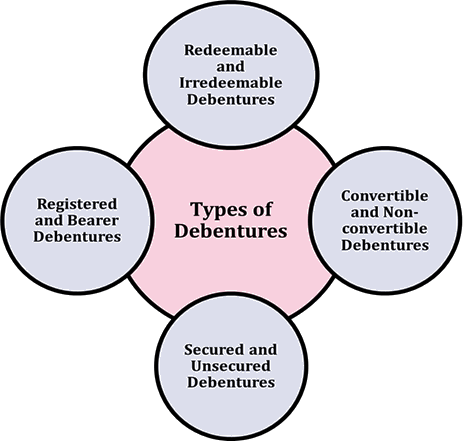 Redeemable
and
Irredeemable
Debentures
Registered
and Bearer
Debentures
Types of
Debentures
Convertible
and Non-
convertible
Debentures
Secured and
Unsecured
Debentures